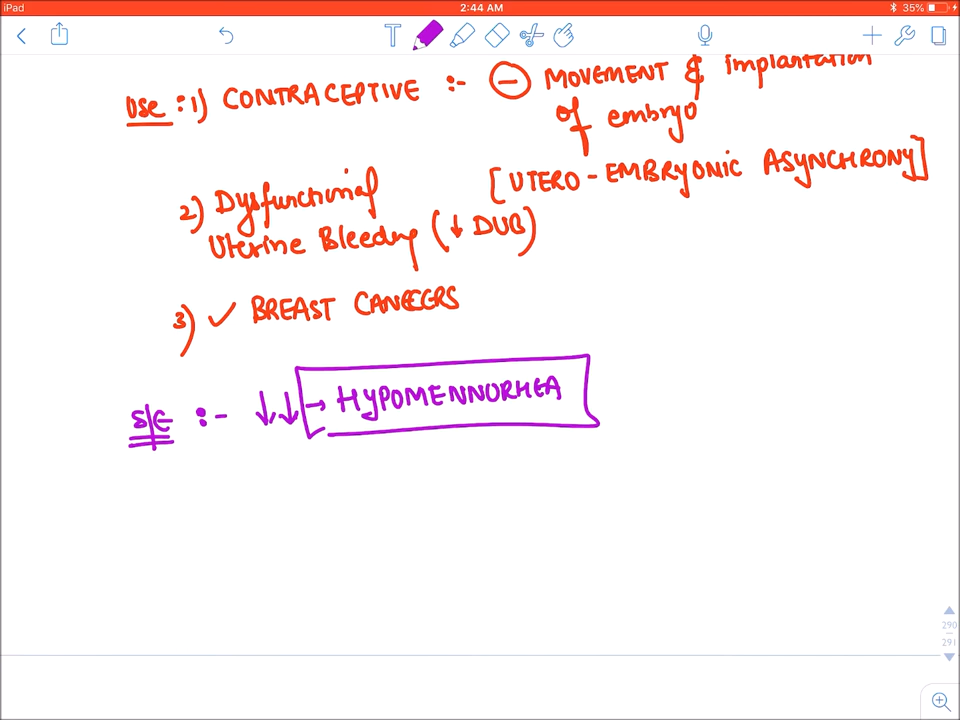 iPad 2:44 AM 35%
T
Use :1) CONTRACEPTIVE :- (-) MOVEMENT & implantation
of embryo
[UTERO-EMBRYONIC ASYNCHRONY]
2) Dysfunctional
Uterine Bleeding (↓ DUB)
3) ✓ BREAST CANCERS
S/E :- ↓↓ → HYPOMENNORHEA
290
291